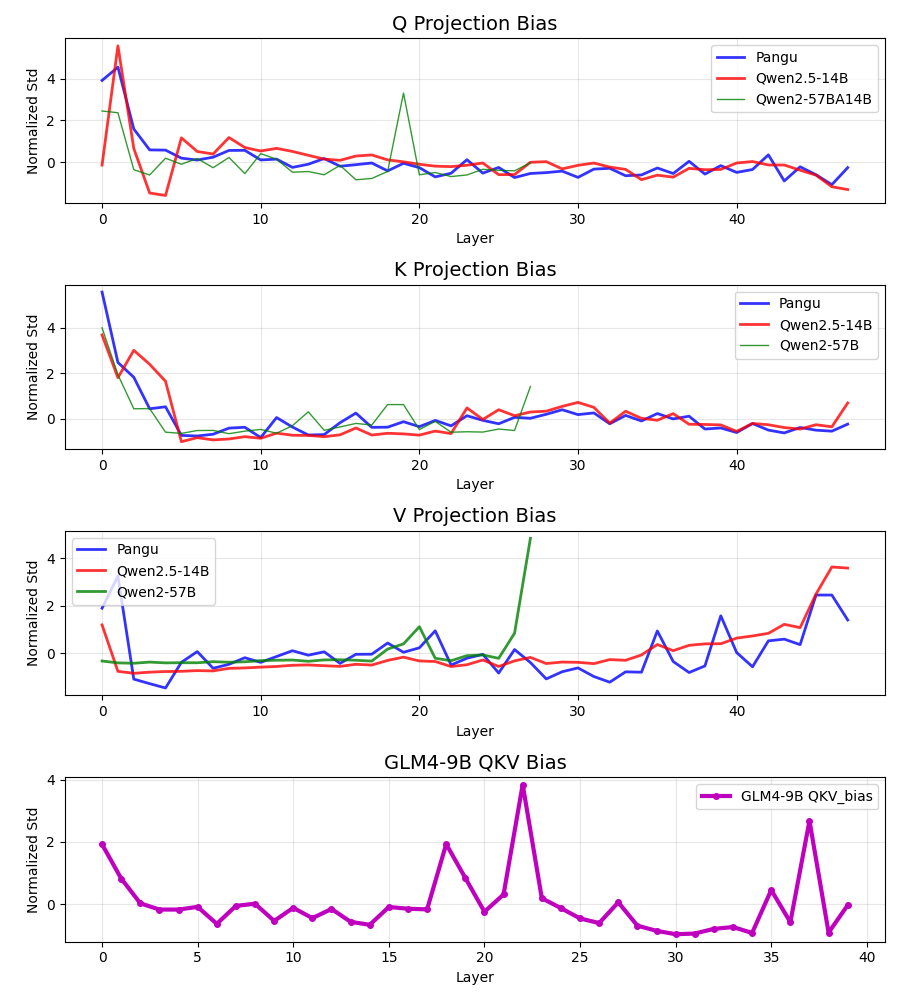 Q Projection Bias
Normalized Std
4
2
0
Pangu
Qwen2.5-14B
Qwen2-57BA14B
0 10 20 30 40
Layer
K Projection Bias
Normalized Std
4
2
0
Pangu
Qwen2.5-14B
Qwen2-57B
0 10 20 30 40
Layer
V Projection Bias
Normalized Std
4
2
0
Pangu
Qwen2.5-14B
Qwen2-57B
0 10 20 30 40
Layer
GLM4-9B QKV Bias
Normalized Std
4
2
0
GLM4-9B QKV_bias
0 5 10 15 20 25 30 35 40
Layer